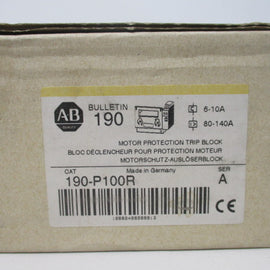 AB
QUALITY
BULLETIN
190
6-10A
80-140A
MOTOR PROTECTION TRIP BLOCK
BLOC DÉCLENCHEUR POUR PROTECTION MOTEUR
MOTORSCHUTZ-AUSLÖSERBLOCK
CAT
Made in Germany
SER
190-P100R
A
CE